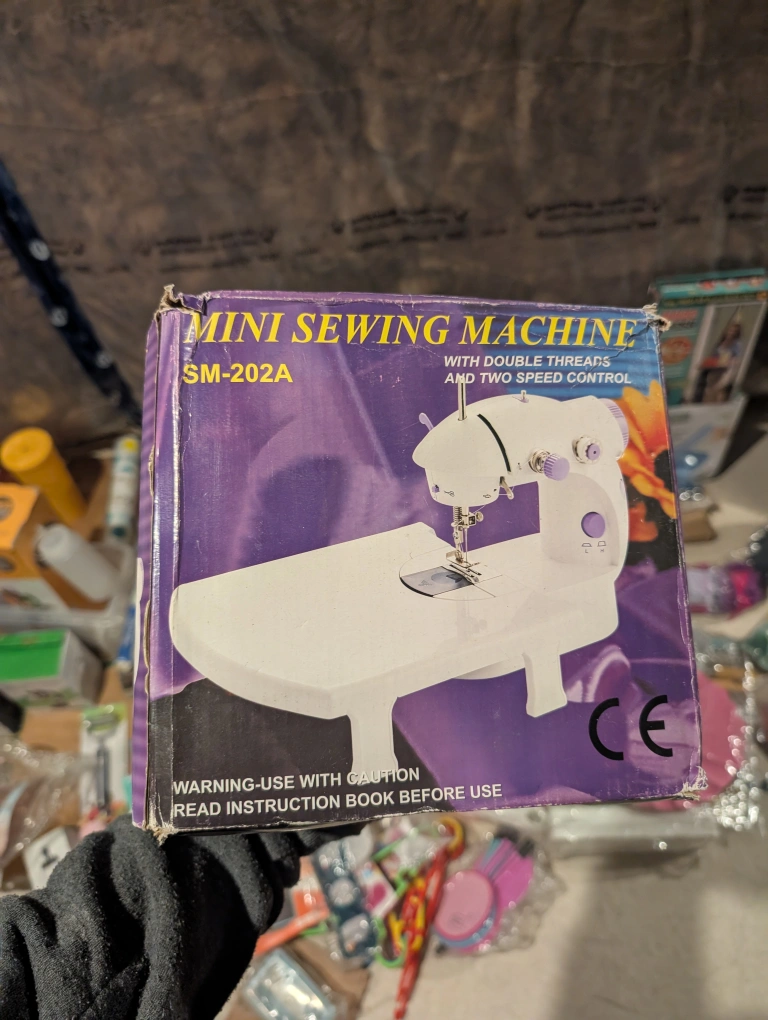 MINI SEWING MACHINE
SM-202A
WITH DOUBLE THREADS
AND TWO SPEED CONTROL
L H
CE
WARNING-USE WITH CAUTION
READ INSTRUCTION BOOK BEFORE USE